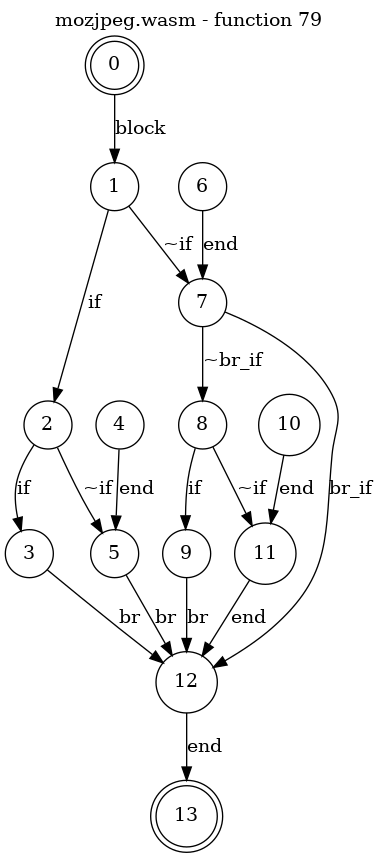 mozjpeg.wasm - function 79
0
block
1
6
~if
end
7
if
~br_if
2
4
8
10
if
~if
end
if
~if
end
br_if
3
5
9
11
br
br
br
end
12
end
13